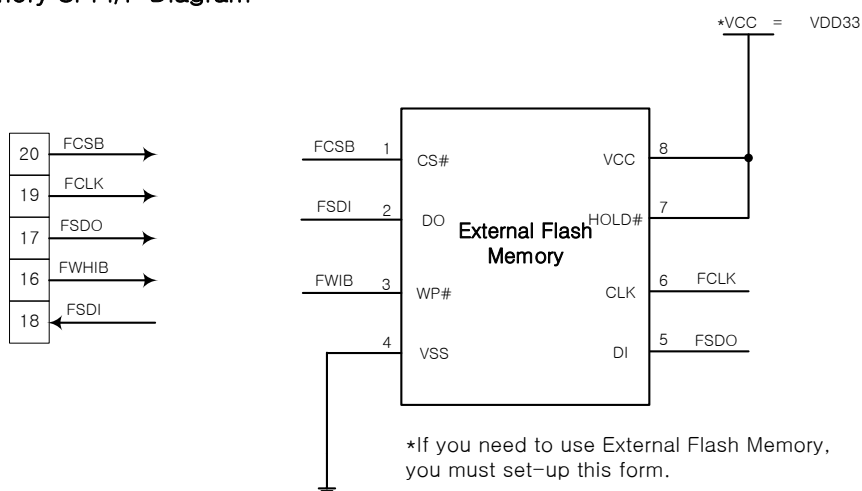 *VCC = VDD33
20 FCSB
19 FCLK
17 FSDO
16 FWHIB
18 FSDI
FCSB 1 CS#
FSDI 2 DO
FWIB 3 WP#
4 VSS
External Flash
Memory
VCC 8
HOLD# 7
CLK 6 FCLK
DI 5 FSDO
*If you need to use External Flash Memory,
you must set-up this form.